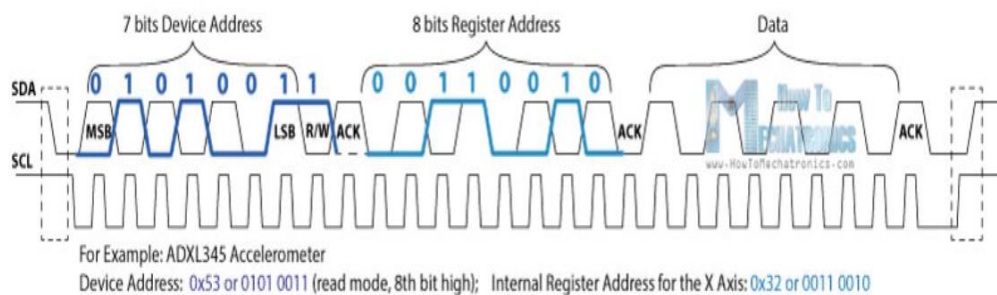 7 bits Device Address 8 bits Register Address Data
0 1 0 1 0 0 1 1 0 0 1 1 0 0 1 0
SDA
MSB LSB R/W ACK ACK ACK
How To
MECHATRONICS
www.HowToMechatronics.com
SCL
For Example: ADXL345 Accelerometer
Device Address: 0x53 or 0101 0011 (read mode, 8th bit high); Internal Register Address for the X Axis: 0x32 or 0011 0010